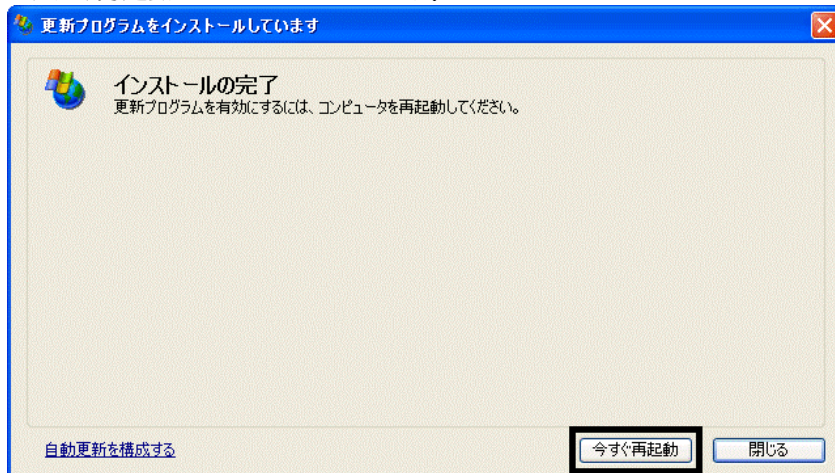 更新プログラムをインストールしています
インストールの完了
更新プログラムを有効にするには、コンピュータを再起動してください。
自動更新を構成する
今すぐ再起動
閉じる